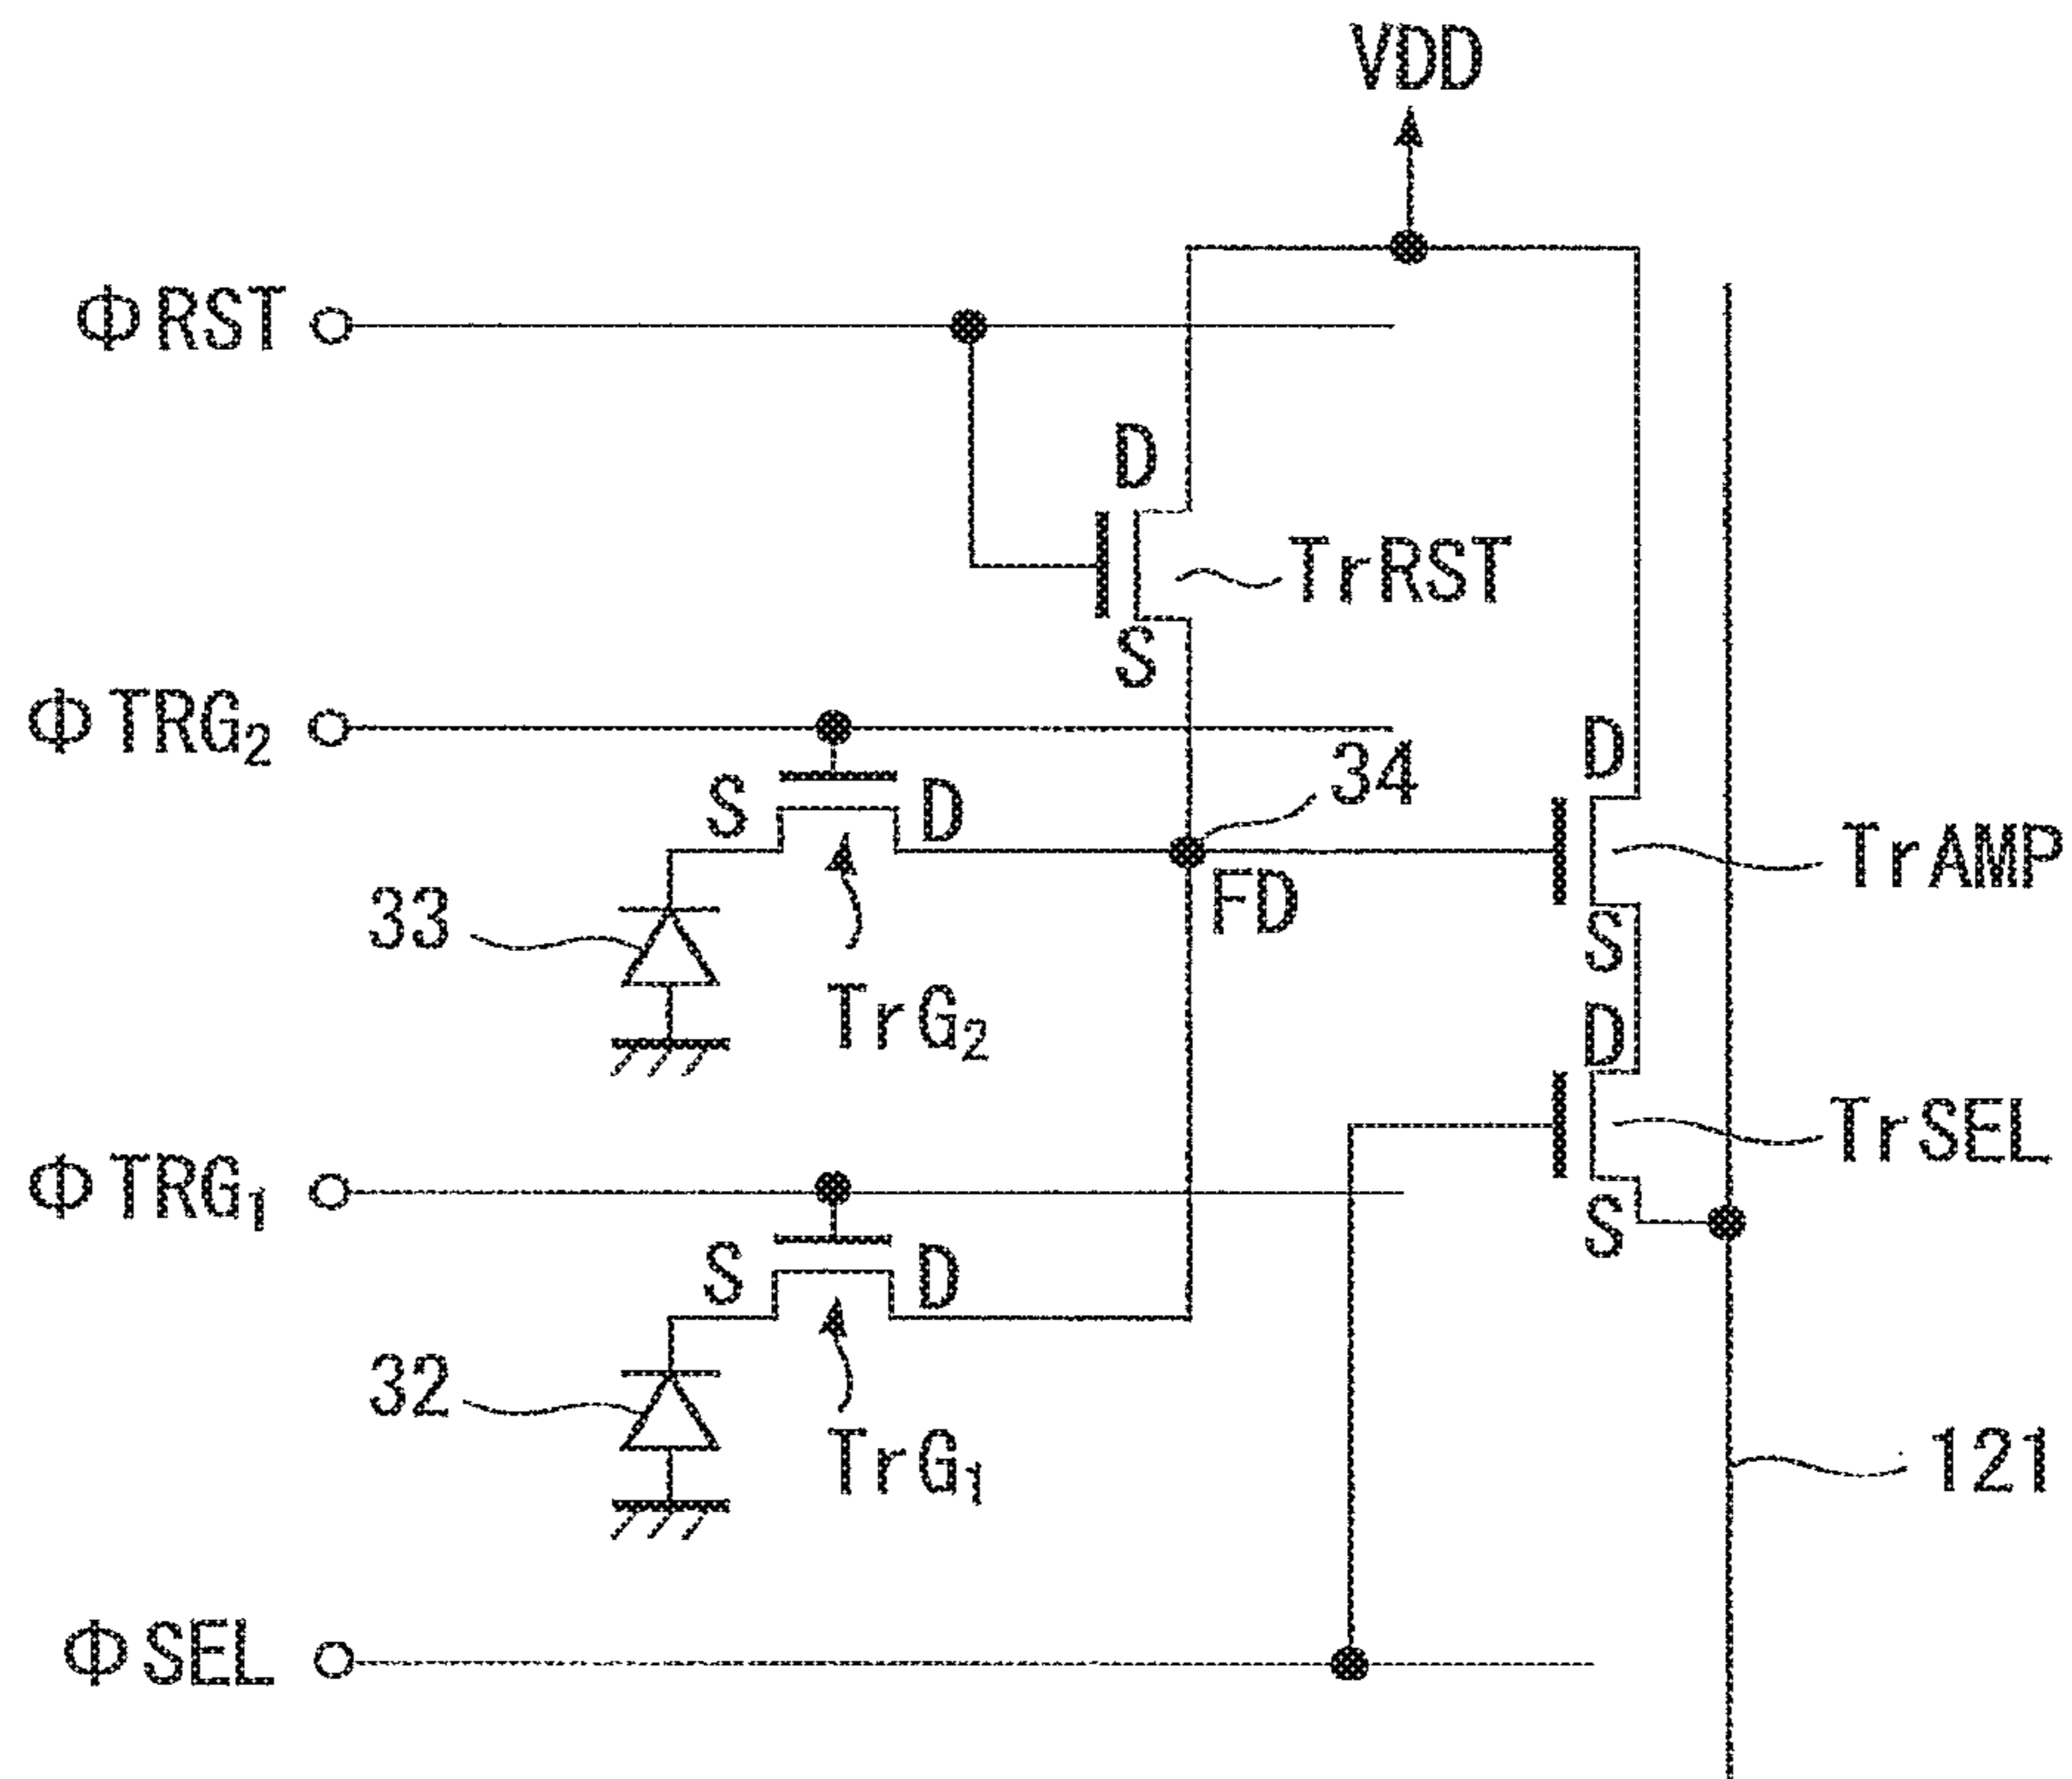 VDD
ΦRST
D
TrRST
S
ΦTRG₂
D
34
S
D
TrAMP
33
FD
S
TrG₂
D
ΦTRG₁
TrSEL
S
D
S
32
TrG₁
121
ΦSEL